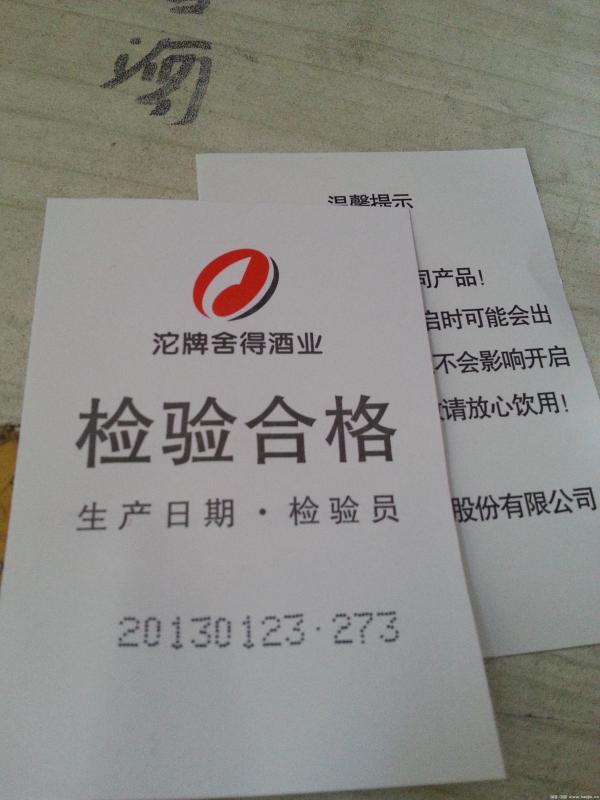 酒
温馨提示
司产品!
启时可能会出
不会影响开启
请放心饮用!
股份有限公司
沱牌舍得酒业
检验合格
生产日期·检验员
20130123·273